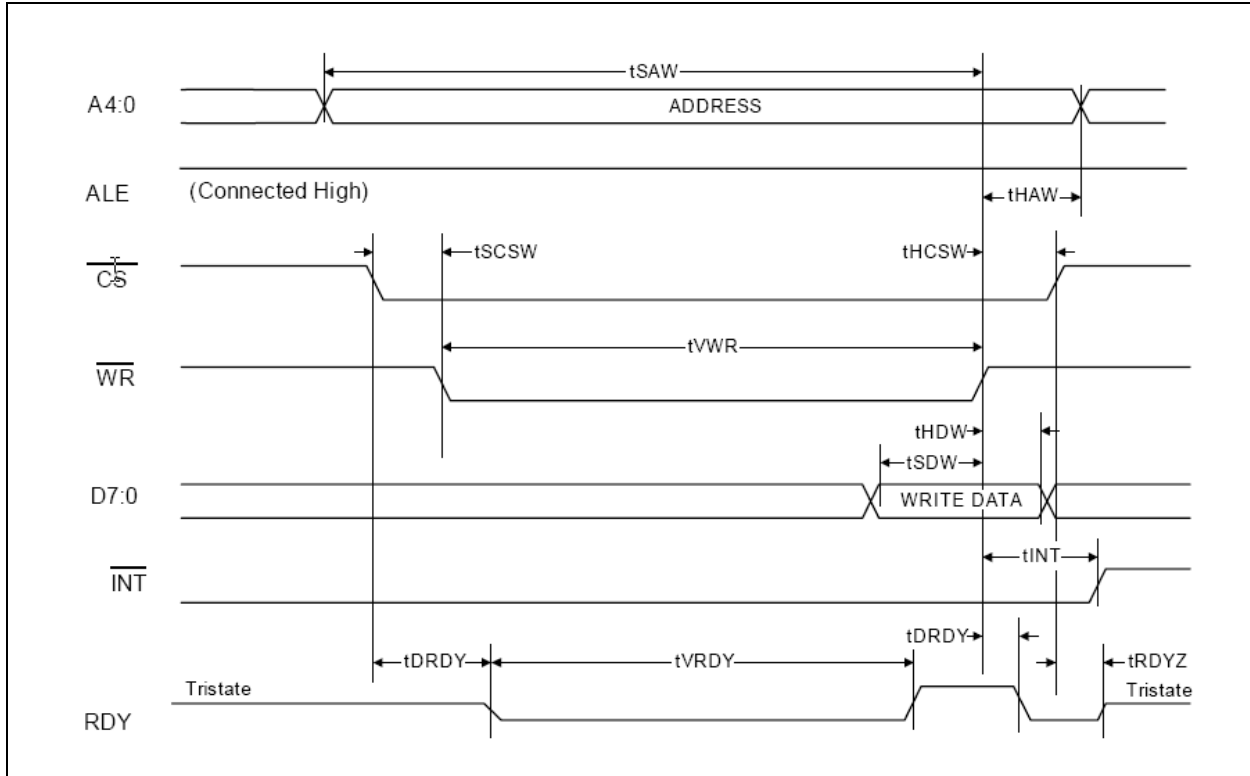 tSAW
A4:0 ADDRESS
ALE (Connected High) tHAW
tSCSW tHCSW
CS
tVWR
WR
tHDW
tSDW
D7:0 WRITE DATA
tINT
INT
tDRDY
tDRDY tVRDY tRDYZ
Tristate Tristate
RDY